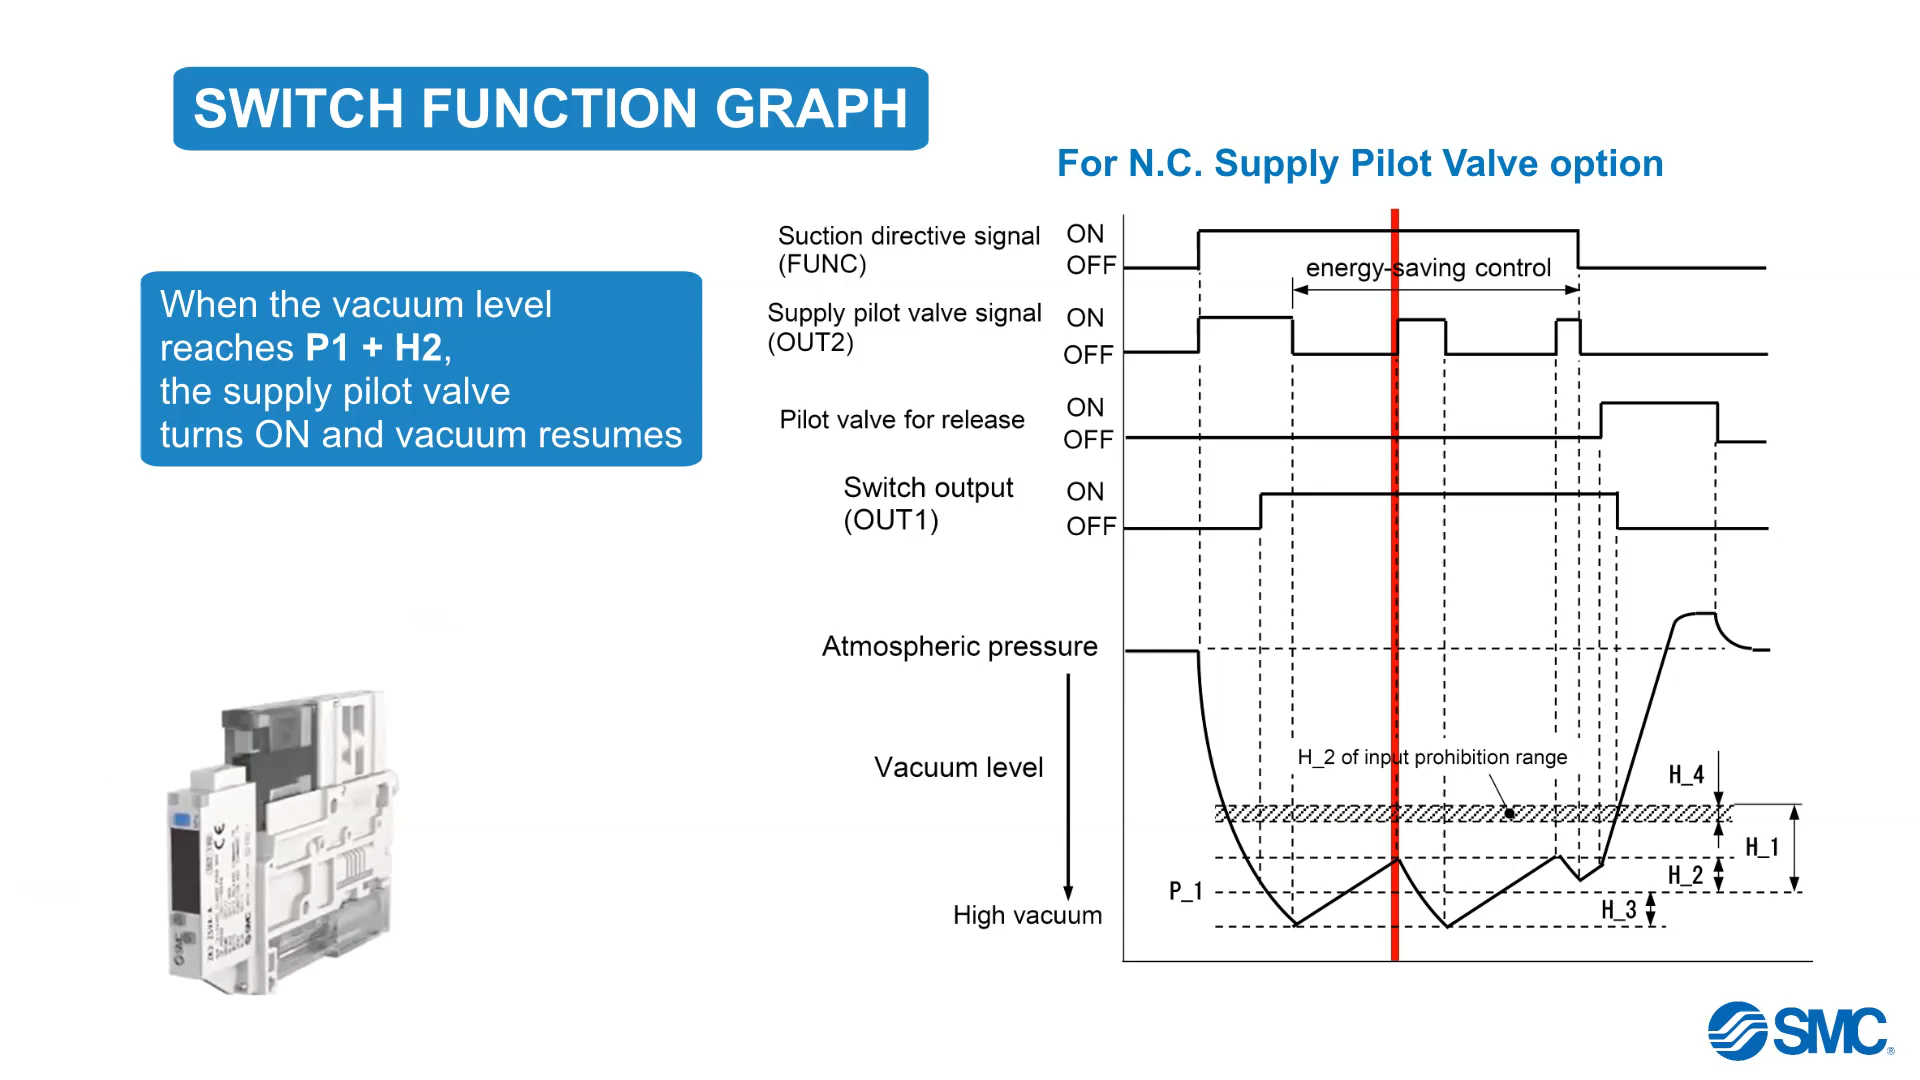 SWITCH FUNCTION GRAPH
For N.C. Supply Pilot Valve option
When the vacuum level
reaches P1 + H2,
the supply pilot valve
turns ON and vacuum resumes
Suction directive signal
(FUNC)
ON
OFF
energy-saving control
Supply pilot valve signal
(OUT2)
ON
OFF
Pilot valve for release
ON
OFF
Switch output
(OUT1)
ON
OFF
Atmospheric pressure
Vacuum level
High vacuum
H_2 of input prohibition range
P_1
H_4
H_1
H_2
H_3
SMC
SMC®